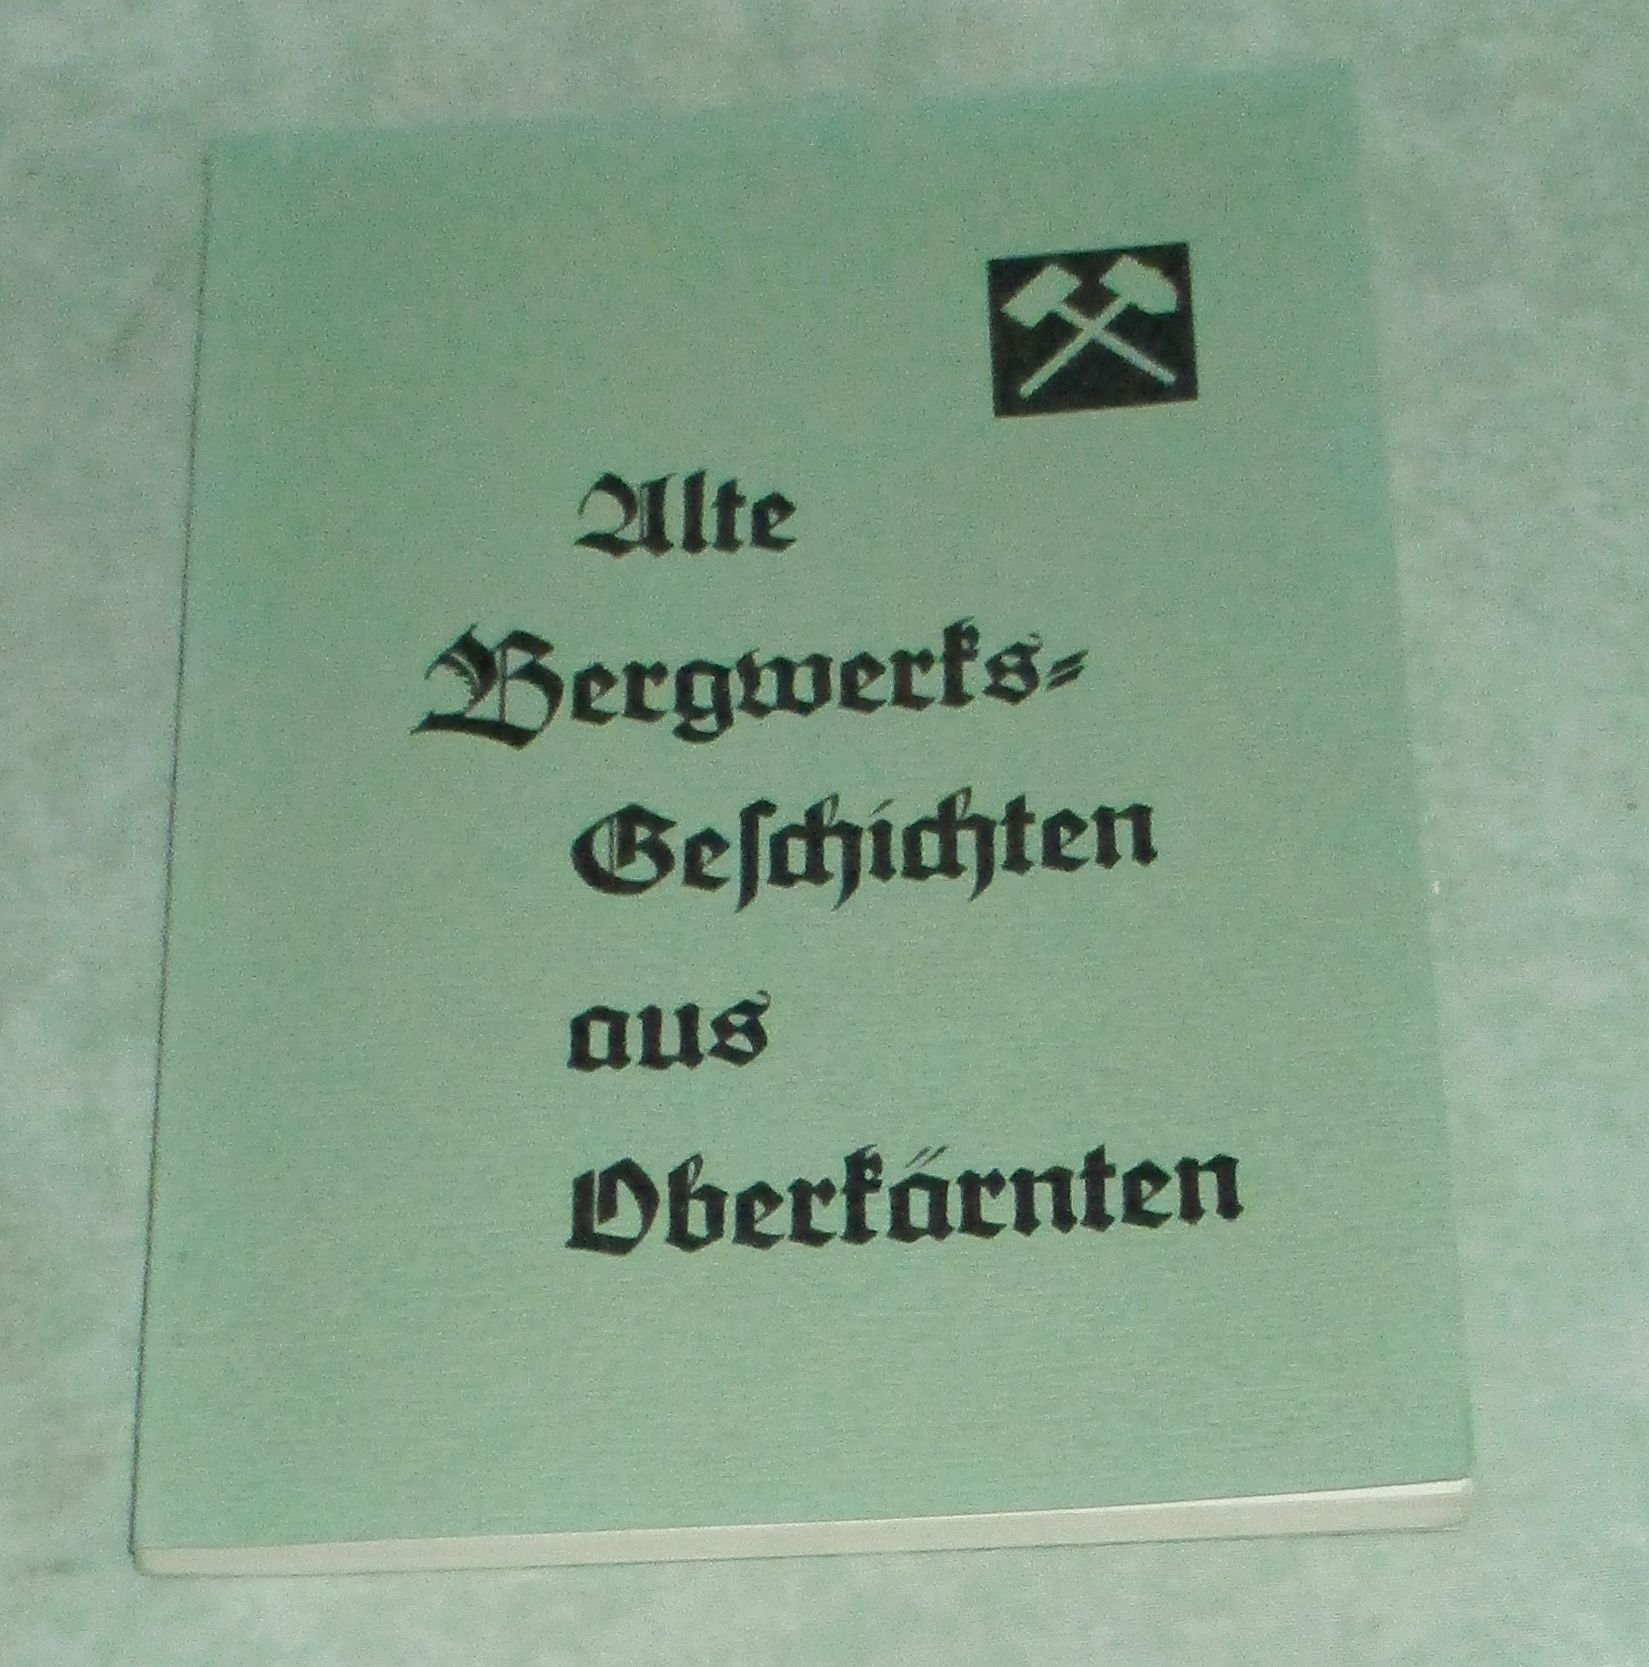 Alte
Bergwerks-
Geſchichten
aus
Oberkärnten